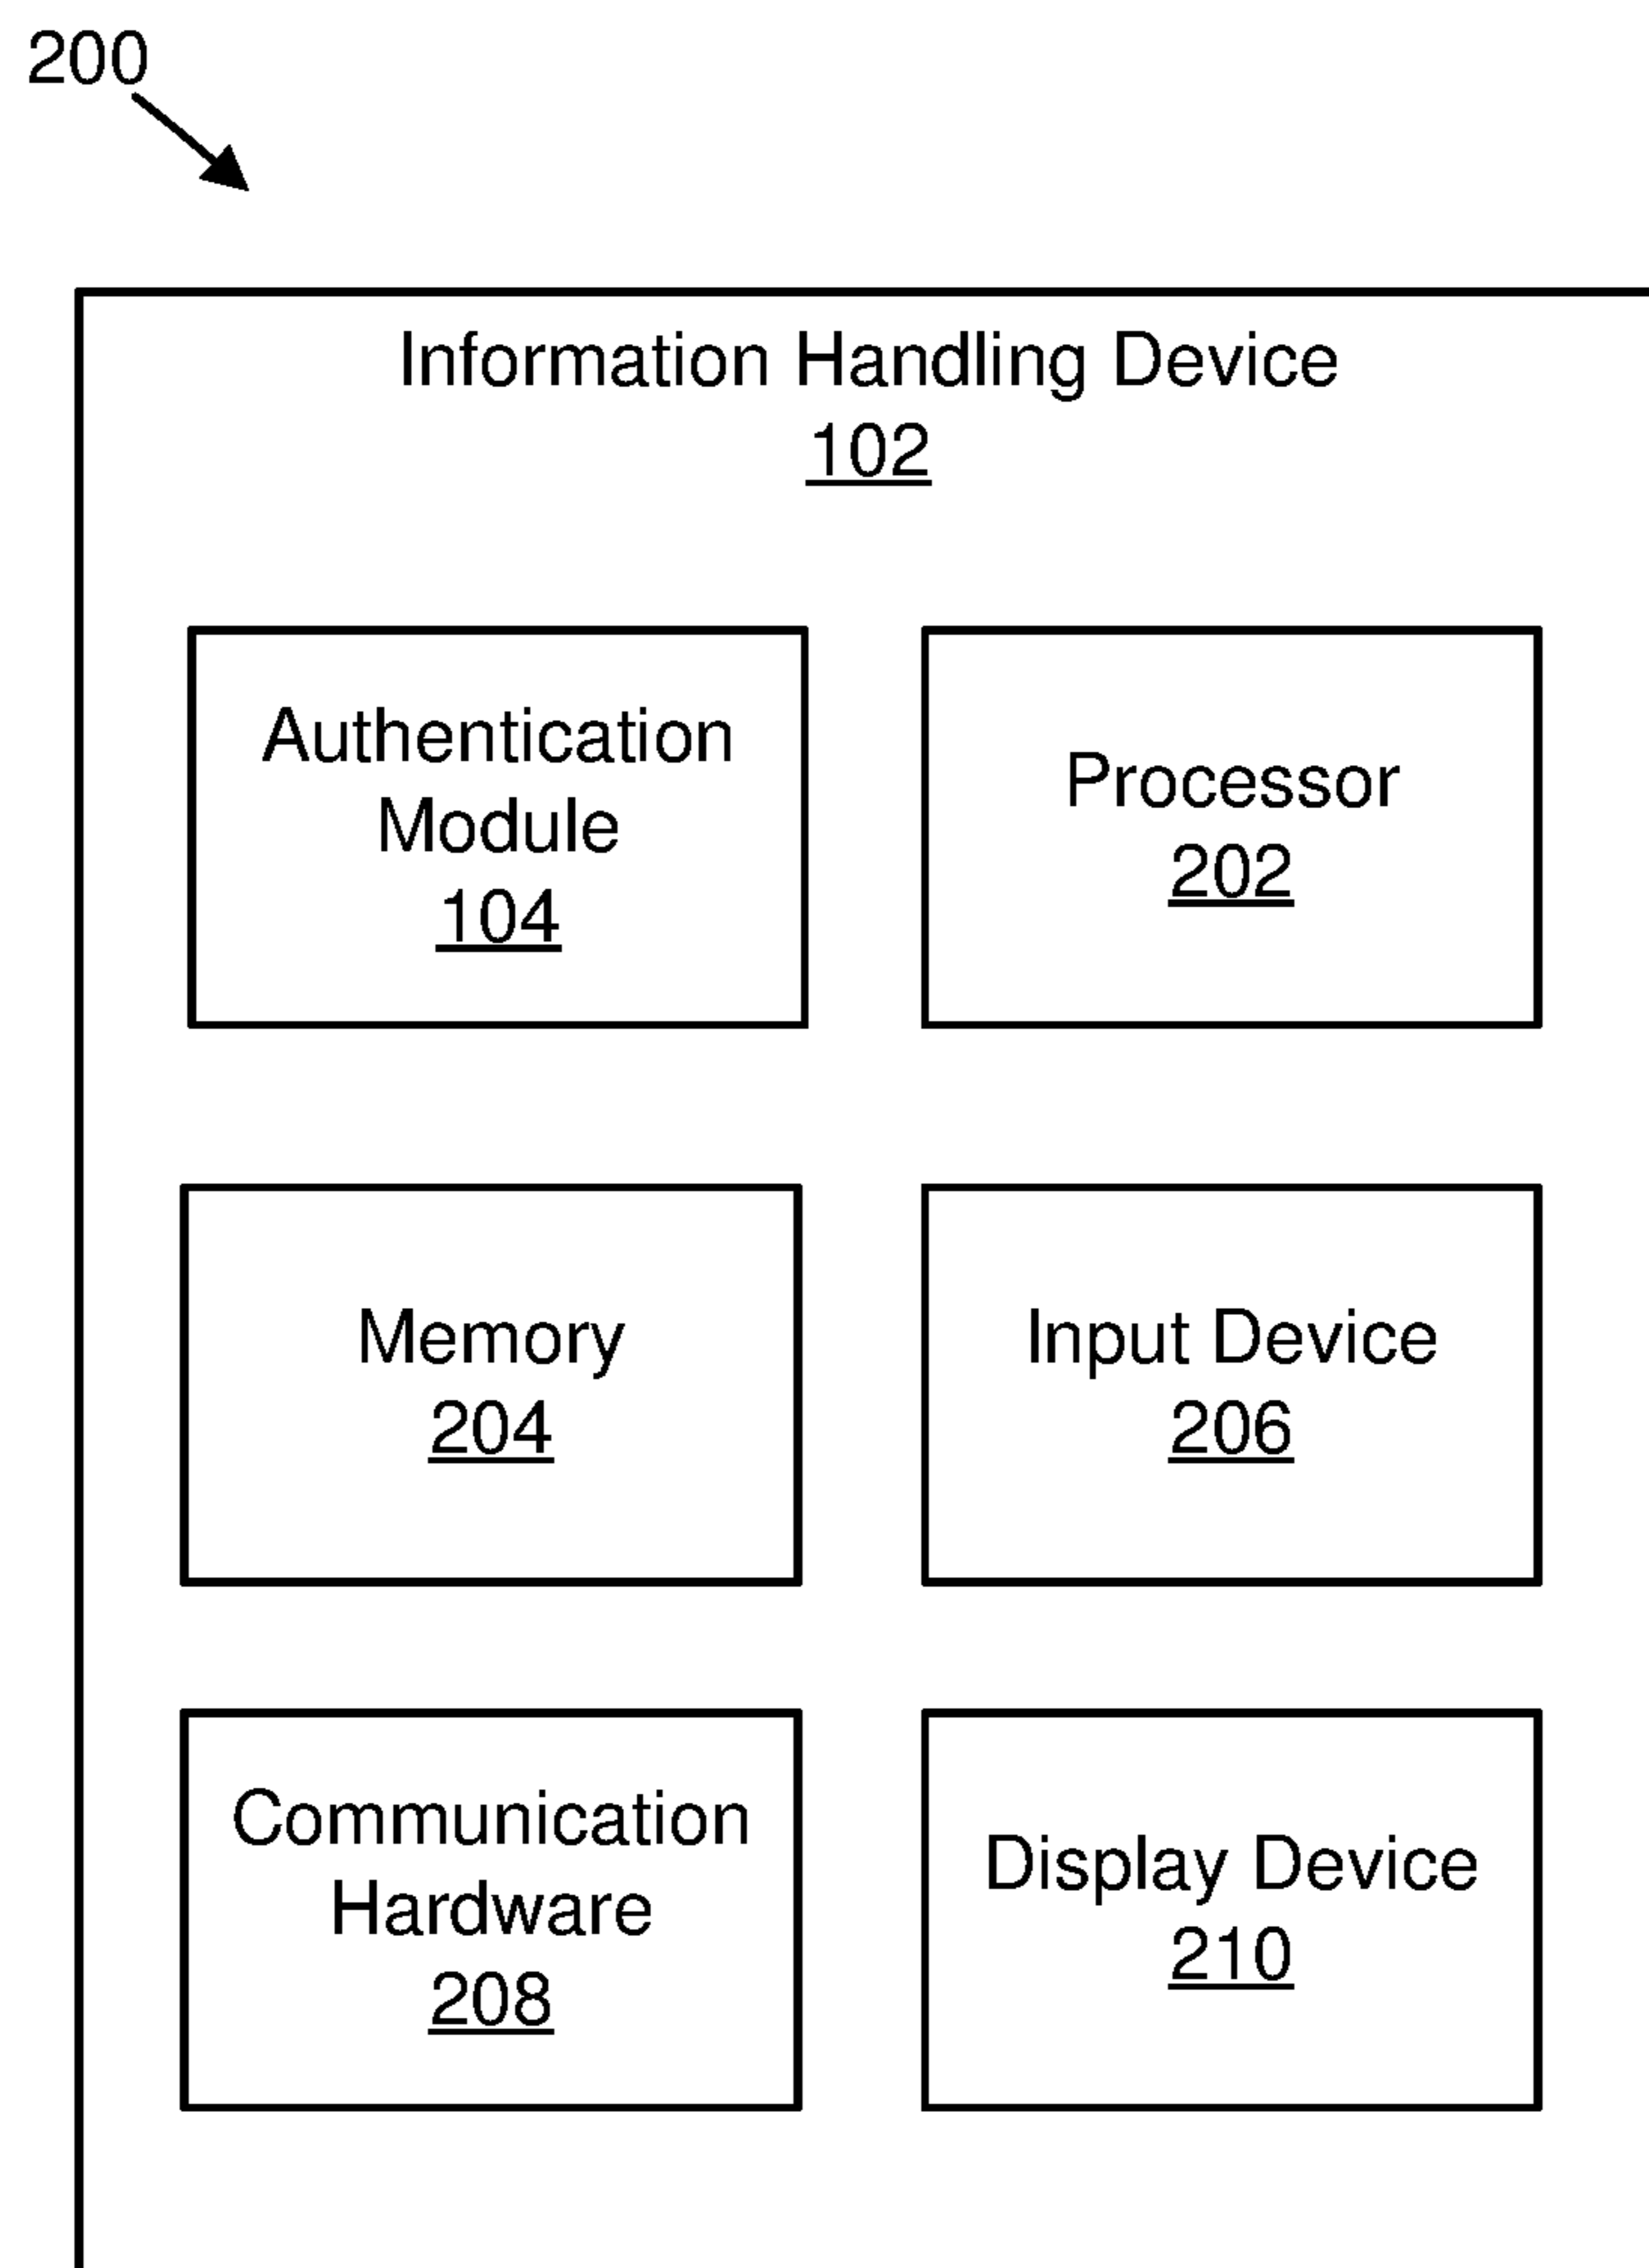 200
Information Handling Device
102
Authentication
Module
104
Processor
202
Memory
204
Input Device
206
Communication
Hardware
208
Display Device
210